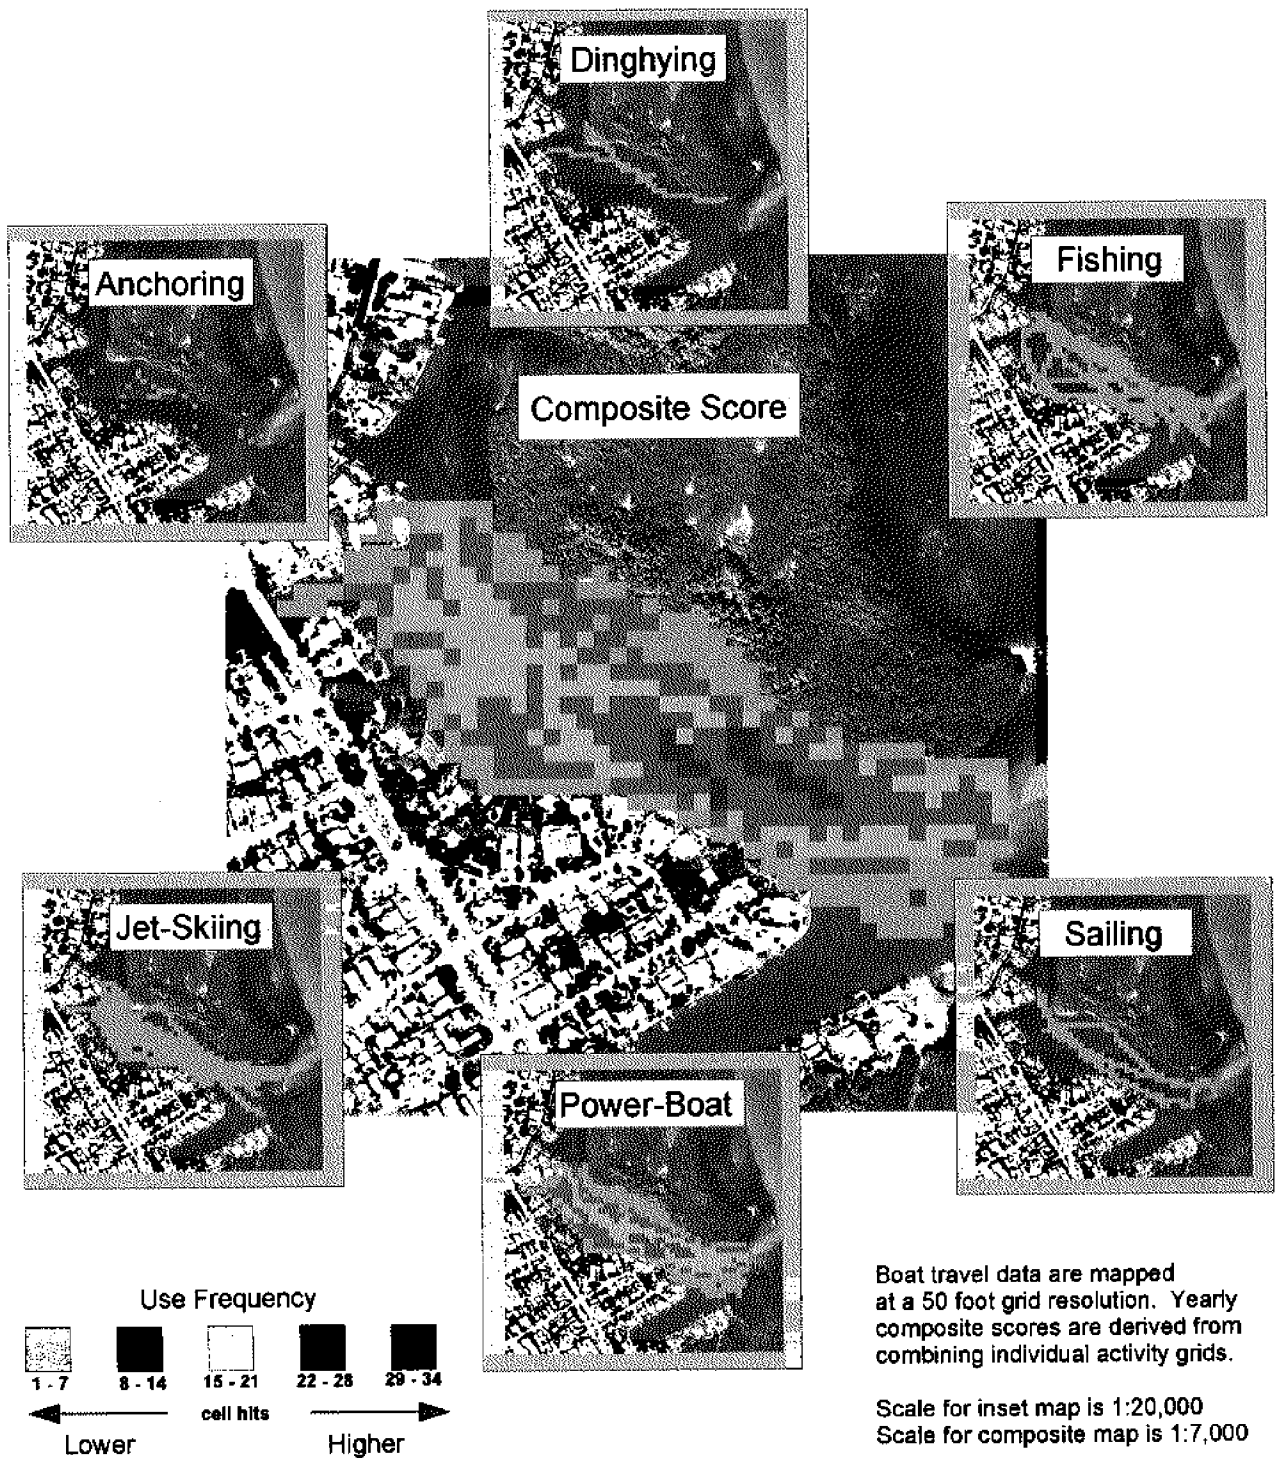 Dinghying
Fishing
Anchoring
Composite Score
Jet-Skiing
Sailing
Power-Boat
Use Frequency
1 - 7 8 - 14 15 - 21 22 - 28 29 - 34
cell hits
Lower Higher
Boat travel data are mapped
at a 50 foot grid resolution. Yearly
composite scores are derived from
combining individual activity grids.
Scale for inset map is 1:20,000
Scale for composite map is 1:7,000